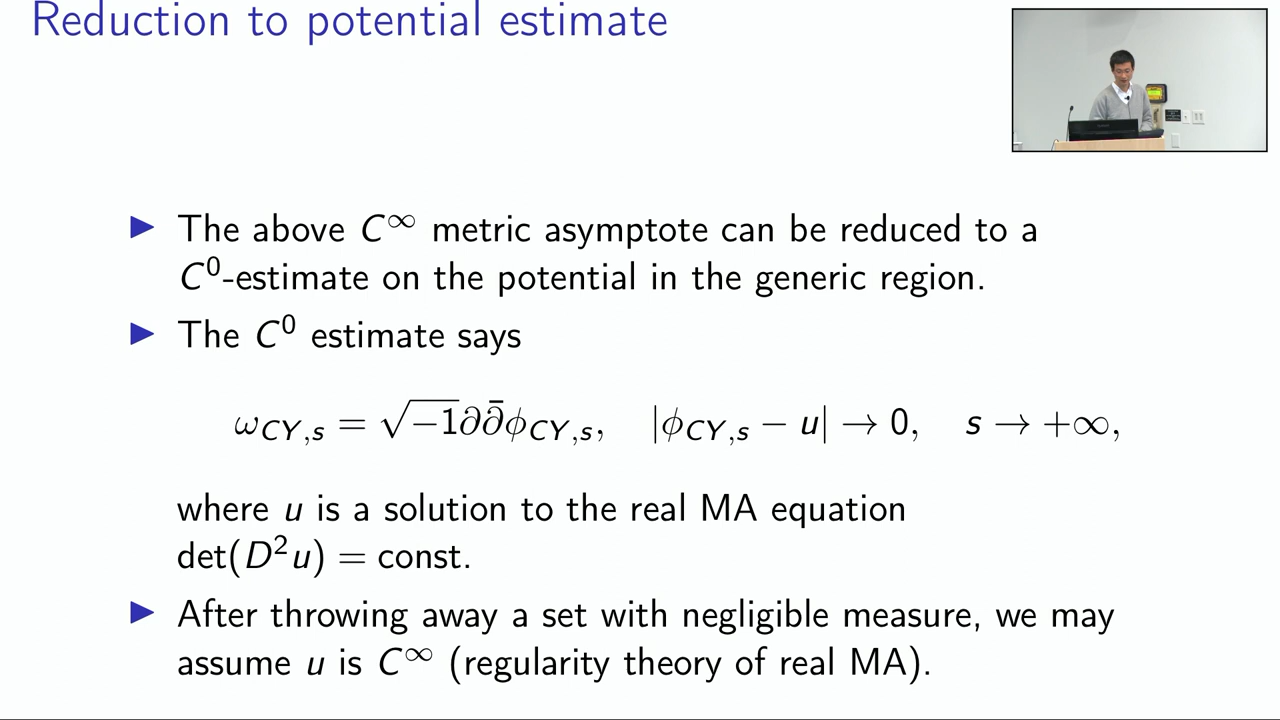 Reduction to potential estimate
▶ The above C^∞ metric asymptote can be reduced to a
C^0-estimate on the potential in the generic region.
▶ The C^0 estimate says
ω_{CY,s} = √−1∂∂̄φ_{CY,s}, |φ_{CY,s} − u| → 0, s → +∞,
where u is a solution to the real MA equation
det(D^2u) = const.
▶ After throwing away a set with negligible measure, we may
assume u is C^∞ (regularity theory of real MA).